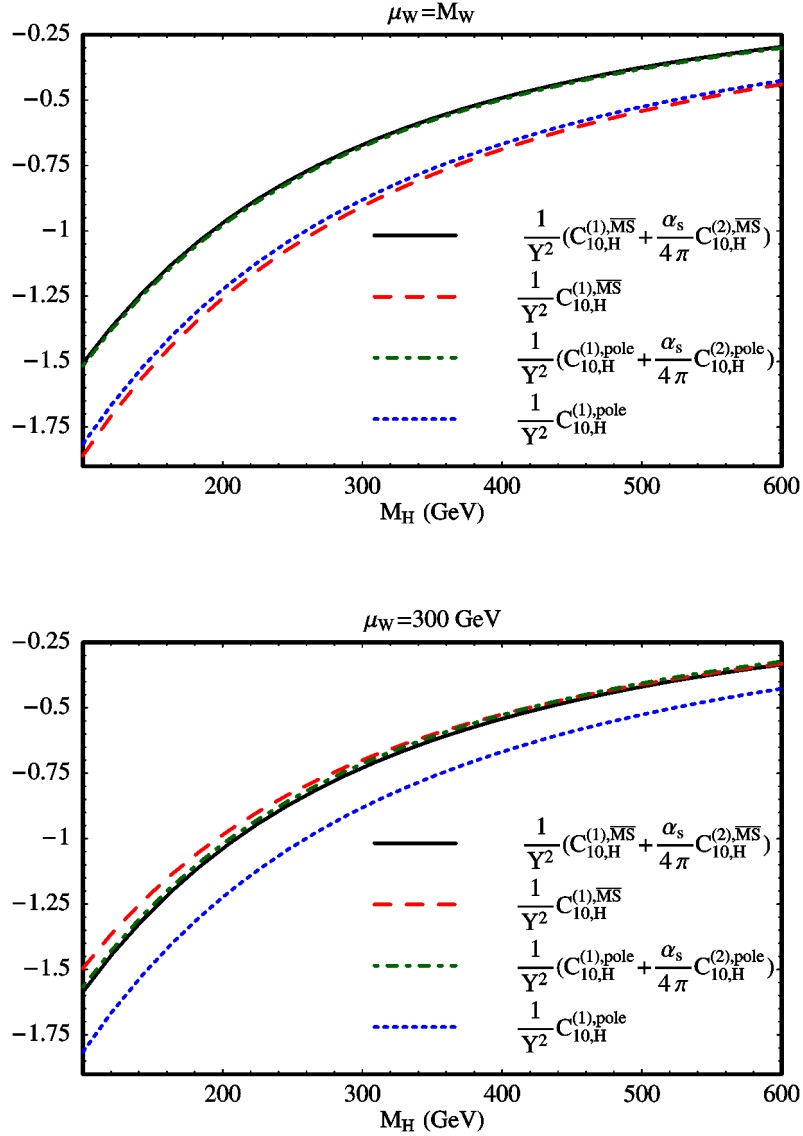 μ_W=M_W
−0.25
−0.5
−0.75
−1
−1.25
−1.5
−1.75
1/Y² (C_{10,H}^{(1),\overline{MS}} + α_s/4π C_{10,H}^{(2),\overline{MS}})
1/Y² C_{10,H}^{(1),\overline{MS}}
1/Y² (C_{10,H}^{(1),pole} + α_s/4π C_{10,H}^{(2),pole})
1/Y² C_{10,H}^{(1),pole}
200 300 400 500 600
M_H (GeV)
μ_W=300 GeV
−0.25
−0.5
−0.75
−1
−1.25
−1.5
−1.75
1/Y² (C_{10,H}^{(1),\overline{MS}} + α_s/4π C_{10,H}^{(2),\overline{MS}})
1/Y² C_{10,H}^{(1),\overline{MS}}
1/Y² (C_{10,H}^{(1),pole} + α_s/4π C_{10,H}^{(2),pole})
1/Y² C_{10,H}^{(1),pole}
200 300 400 500 600
M_H (GeV)